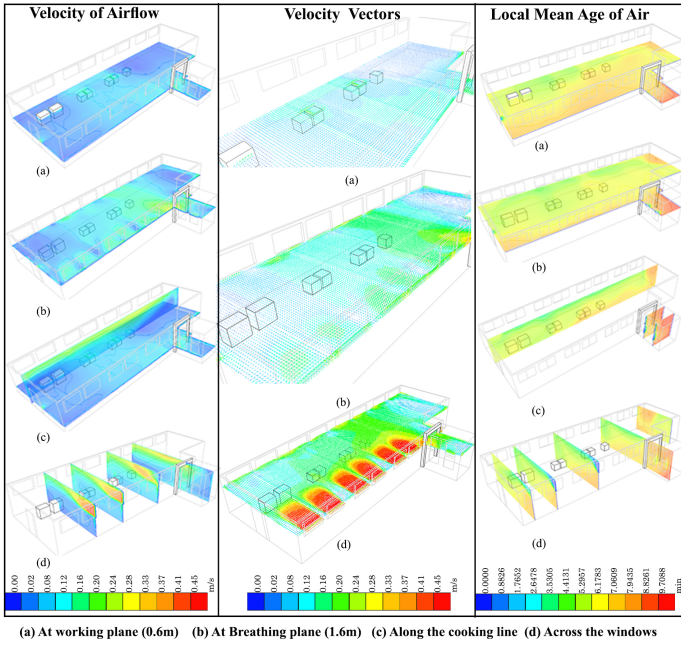 Velocity of Airflow
Velocity Vectors
Local Mean Age of Air
(a)
(b)
(c)
(d)
(a)
(b)
(d)
(a)
(b)
(c)
(d)
0.00
0.02
0.08
0.12
0.16
0.20
0.24
0.28
0.33
0.37
0.41
0.45
m/s
0.00
0.02
0.08
0.12
0.16
0.20
0.24
0.28
0.33
0.37
0.41
0.45
m/s
0.0000
.8826
1.7652
2.6478
3.5305
4.4131
5.2957
6.1783
7.0609
7.9435
8.8261
9.7088
min
(a) At working plane (0.6m) (b) At Breathing plane (1.6m) (c) Along the cooking line (d) Across the windows